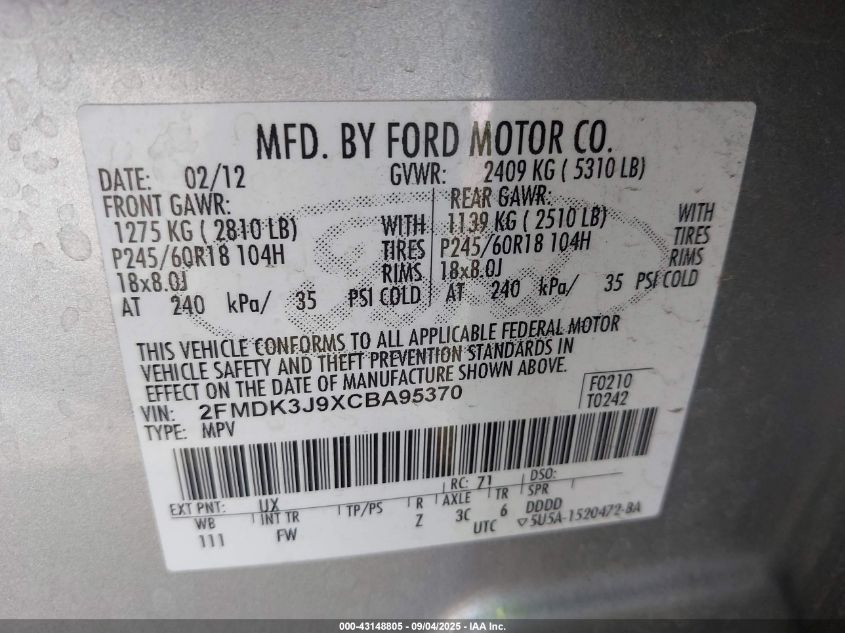 MFD. BY FORD MOTOR CO.
DATE: 02/12 GVWR: 2409 KG ( 5310 LB)
FRONT GAWR: REAR GAWR:
1275 KG ( 2810 LB) WITH 1139 KG ( 2510 LB) WITH
P245/60R18 104H TIRES P245/60R18 104H TIRES
18x8.0J RIMS 18x8.0J RIMS
AT 240 kPa/ 35 PSI COLD AT 240 kPa/ 35 PSI COLD
THIS VEHICLE CONFORMS TO ALL APPLICABLE FEDERAL MOTOR
VEHICLE SAFETY AND THEFT PREVENTION STANDARDS IN
EFFECT ON THE DATE OF MANUFACTURE SHOWN ABOVE.
VIN: 2FMDK3J9XCBA95370 F0210
TYPE: MPV T0242
EXT PNT: UX RC: 71 DSO:
WB INT TR TP/PS R AXLE TR SPR
111 FW Z 3C 6 DDDD
UTC ▽5U5A-1520472-BA
000-43148805 - 09/04/2025 - IAA Inc.